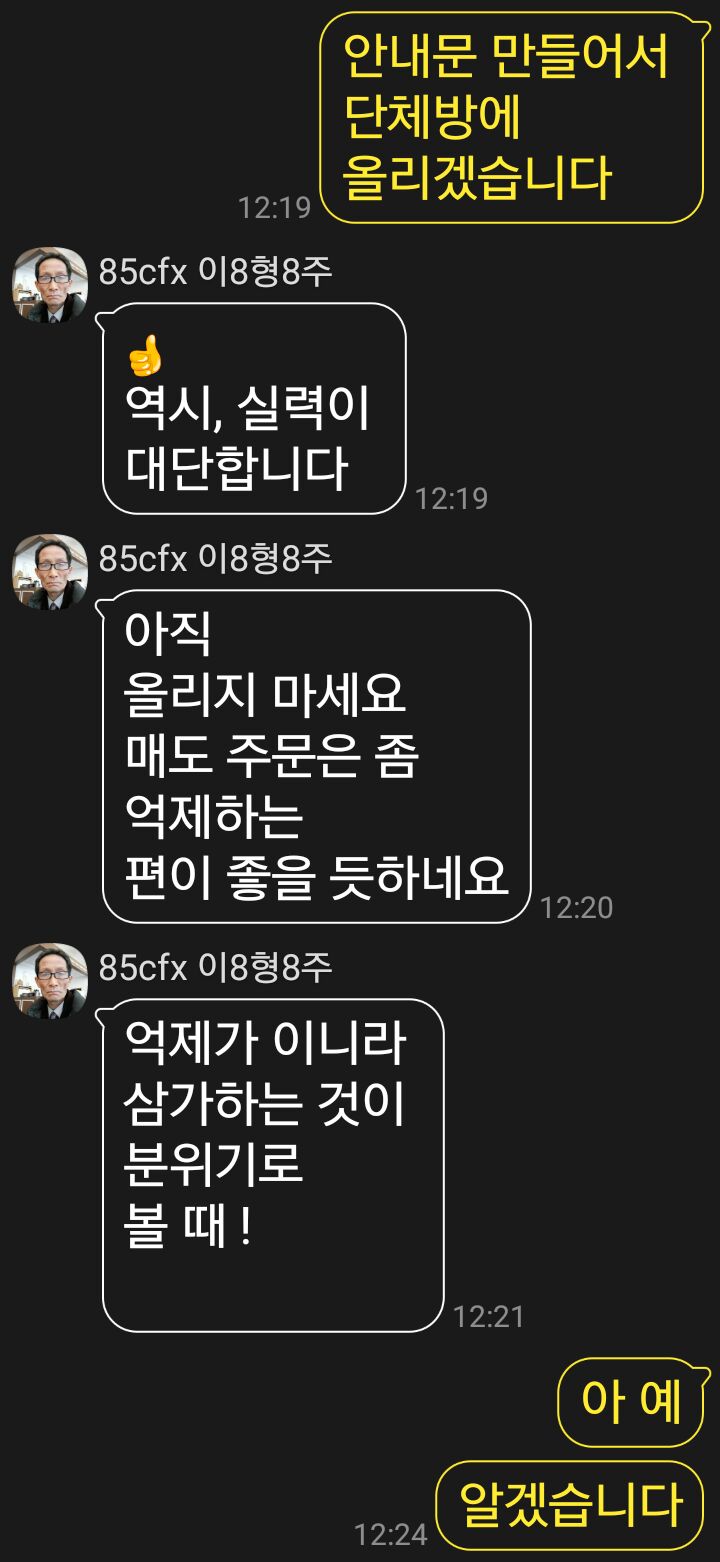 안내문 만들어서
단체방에
올리겠습니다
12:19
85cfx 이8형8주
👍
역시, 실력이
대단합니다
12:19
85cfx 이8형8주
아직
올리지 마세요
매도 주문은 좀
억제하는
편이 좋을 듯하네요
12:20
85cfx 이8형8주
억제가 이니라
삼가하는 것이
분위기로
볼 때 !
12:21
아 예
알겠습니다
12:24